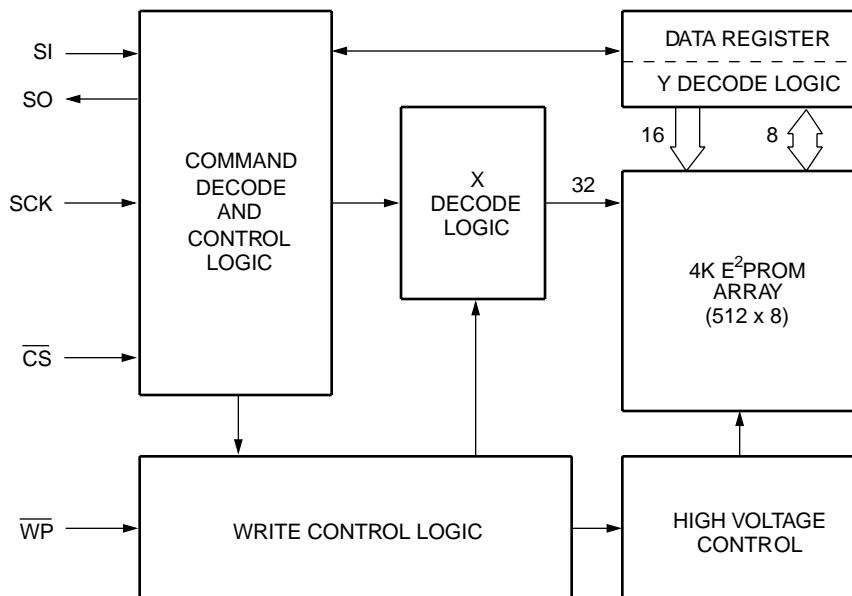 SI
SO
SCK
CS
WP
COMMAND
DECODE
AND
CONTROL
LOGIC
X
DECODE
LOGIC
32
DATA REGISTER
Y DECODE LOGIC
16
8
4K E²PROM
ARRAY
(512 x 8)
WRITE CONTROL LOGIC
HIGH VOLTAGE
CONTROL